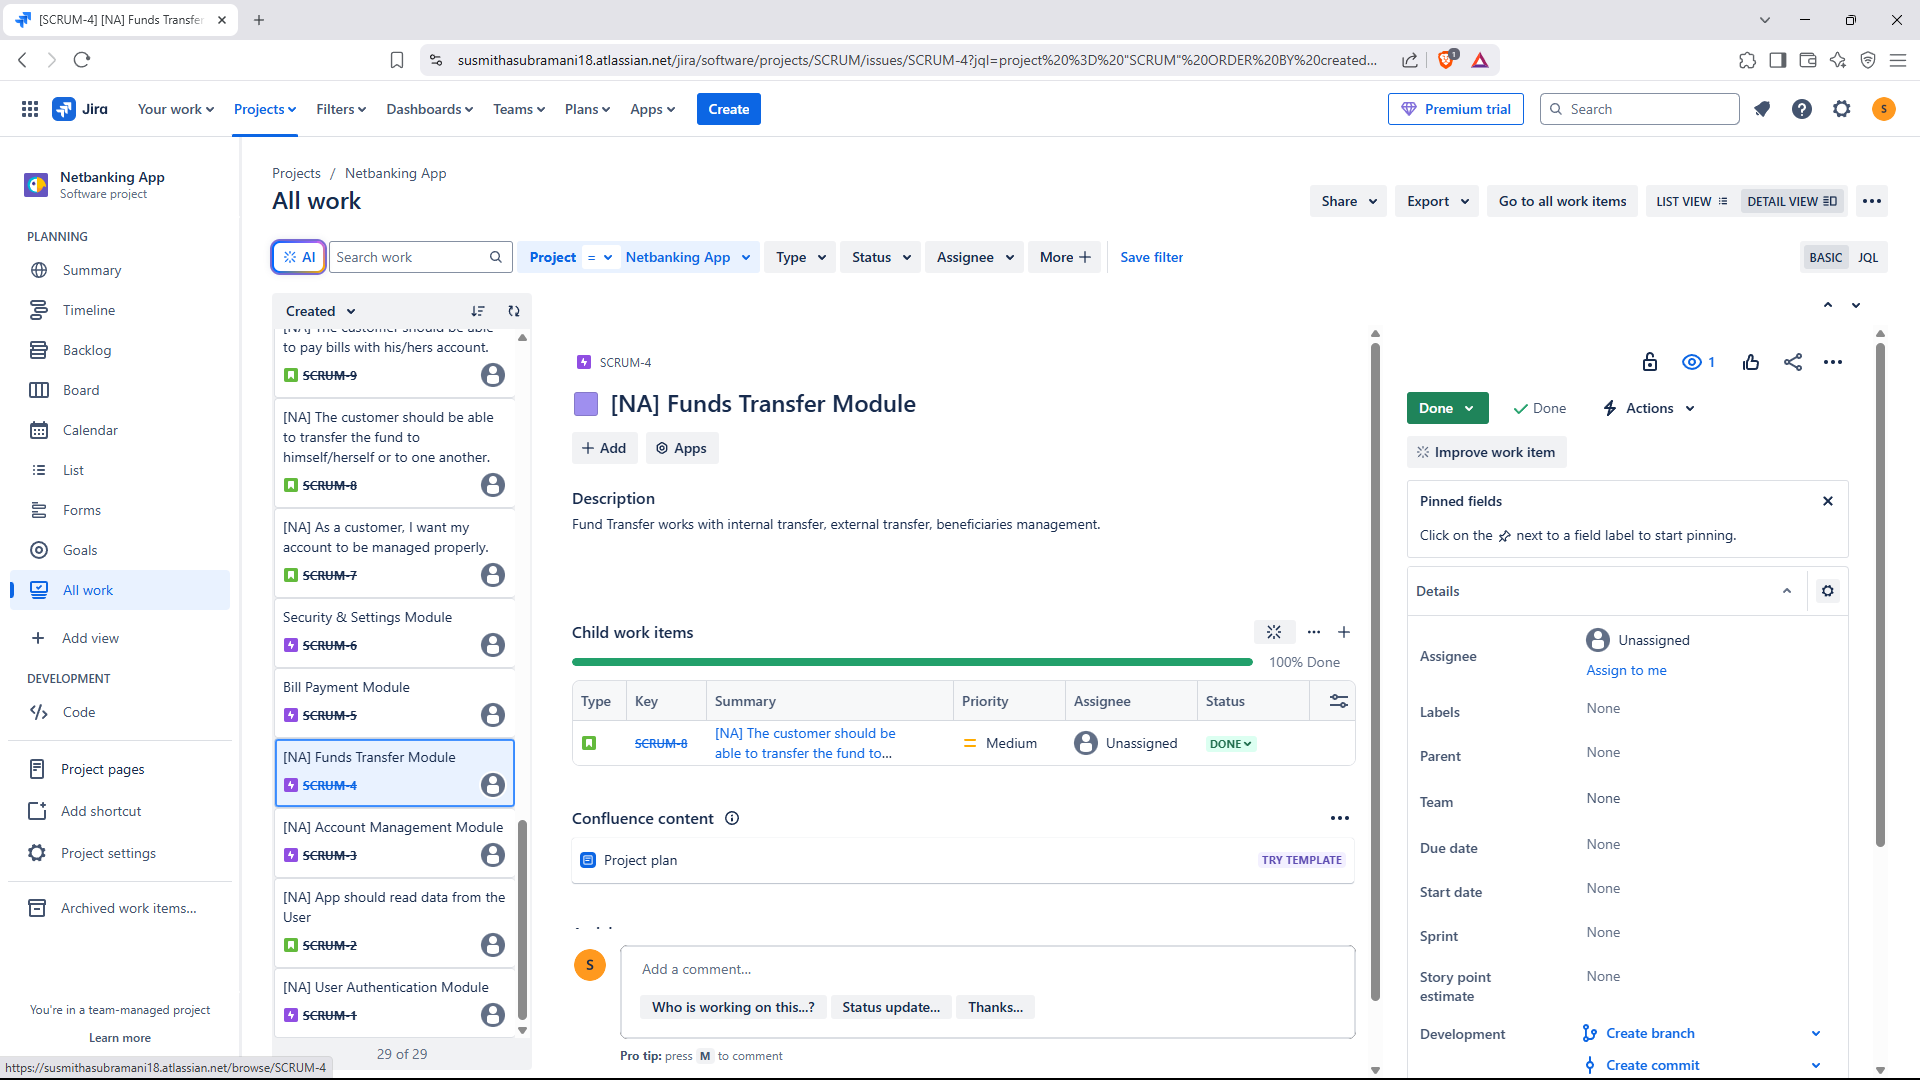 [SCRUM-4] [NA] Funds Transfer
susmithasubramani18.atlassian.net/jira/software/projects/SCRUM/issues/SCRUM-4?jql=project%20%3D%20"SCRUM"%20ORDER%20BY%20created...
1
Jira
Your work
Projects
Filters
Dashboards
Teams
Plans
Apps
Create
Premium trial
Search
S
Netbanking App
Software project
PLANNING
Summary
Timeline
Backlog
Board
Calendar
List
Forms
Goals
All work
Add view
DEVELOPMENT
Code
Project pages
Add shortcut
Project settings
Archived work items...
You're in a team-managed project
Learn more
https://susmithasubramani18.atlassian.net/browse/SCRUM-4
Projects / Netbanking App
All work
Share
Export
Go to all work items
LIST VIEW
DETAIL VIEW
AI
Search work
Project = Netbanking App
Type
Status
Assignee
More
Save filter
BASIC
JQL
Created
[NA] The customer should be able
to pay bills with his/hers account.
SCRUM-9
[NA] The customer should be able
to transfer the fund to
himself/herself or to one another.
SCRUM-8
[NA] As a customer, I want my
account to be managed properly.
SCRUM-7
Security & Settings Module
SCRUM-6
Bill Payment Module
SCRUM-5
[NA] Funds Transfer Module
SCRUM-4
[NA] Account Management Module
SCRUM-3
[NA] App should read data from the
User
SCRUM-2
[NA] User Authentication Module
SCRUM-1
29 of 29
SCRUM-4
[NA] Funds Transfer Module
Add
Apps
Description
Fund Transfer works with internal transfer, external transfer, beneficiaries management.
Child work items
100% Done
Type Key Summary Priority Assignee Status
SCRUM-8 [NA] The customer should be Medium Unassigned DONE
able to transfer the fund to...
Confluence content
Project plan
TRY TEMPLATE
S
Add a comment...
Who is working on this...?
Status update...
Thanks...
Pro tip: press M to comment
1
Done
Done
Actions
Improve work item
Pinned fields
Click on the next to a field label to start pinning.
Details
Assignee
Unassigned
Assign to me
Labels
None
Parent
None
Team
None
Due date
None
Start date
None
Sprint
None
Story point
estimate
None
Development
Create branch
Create commit